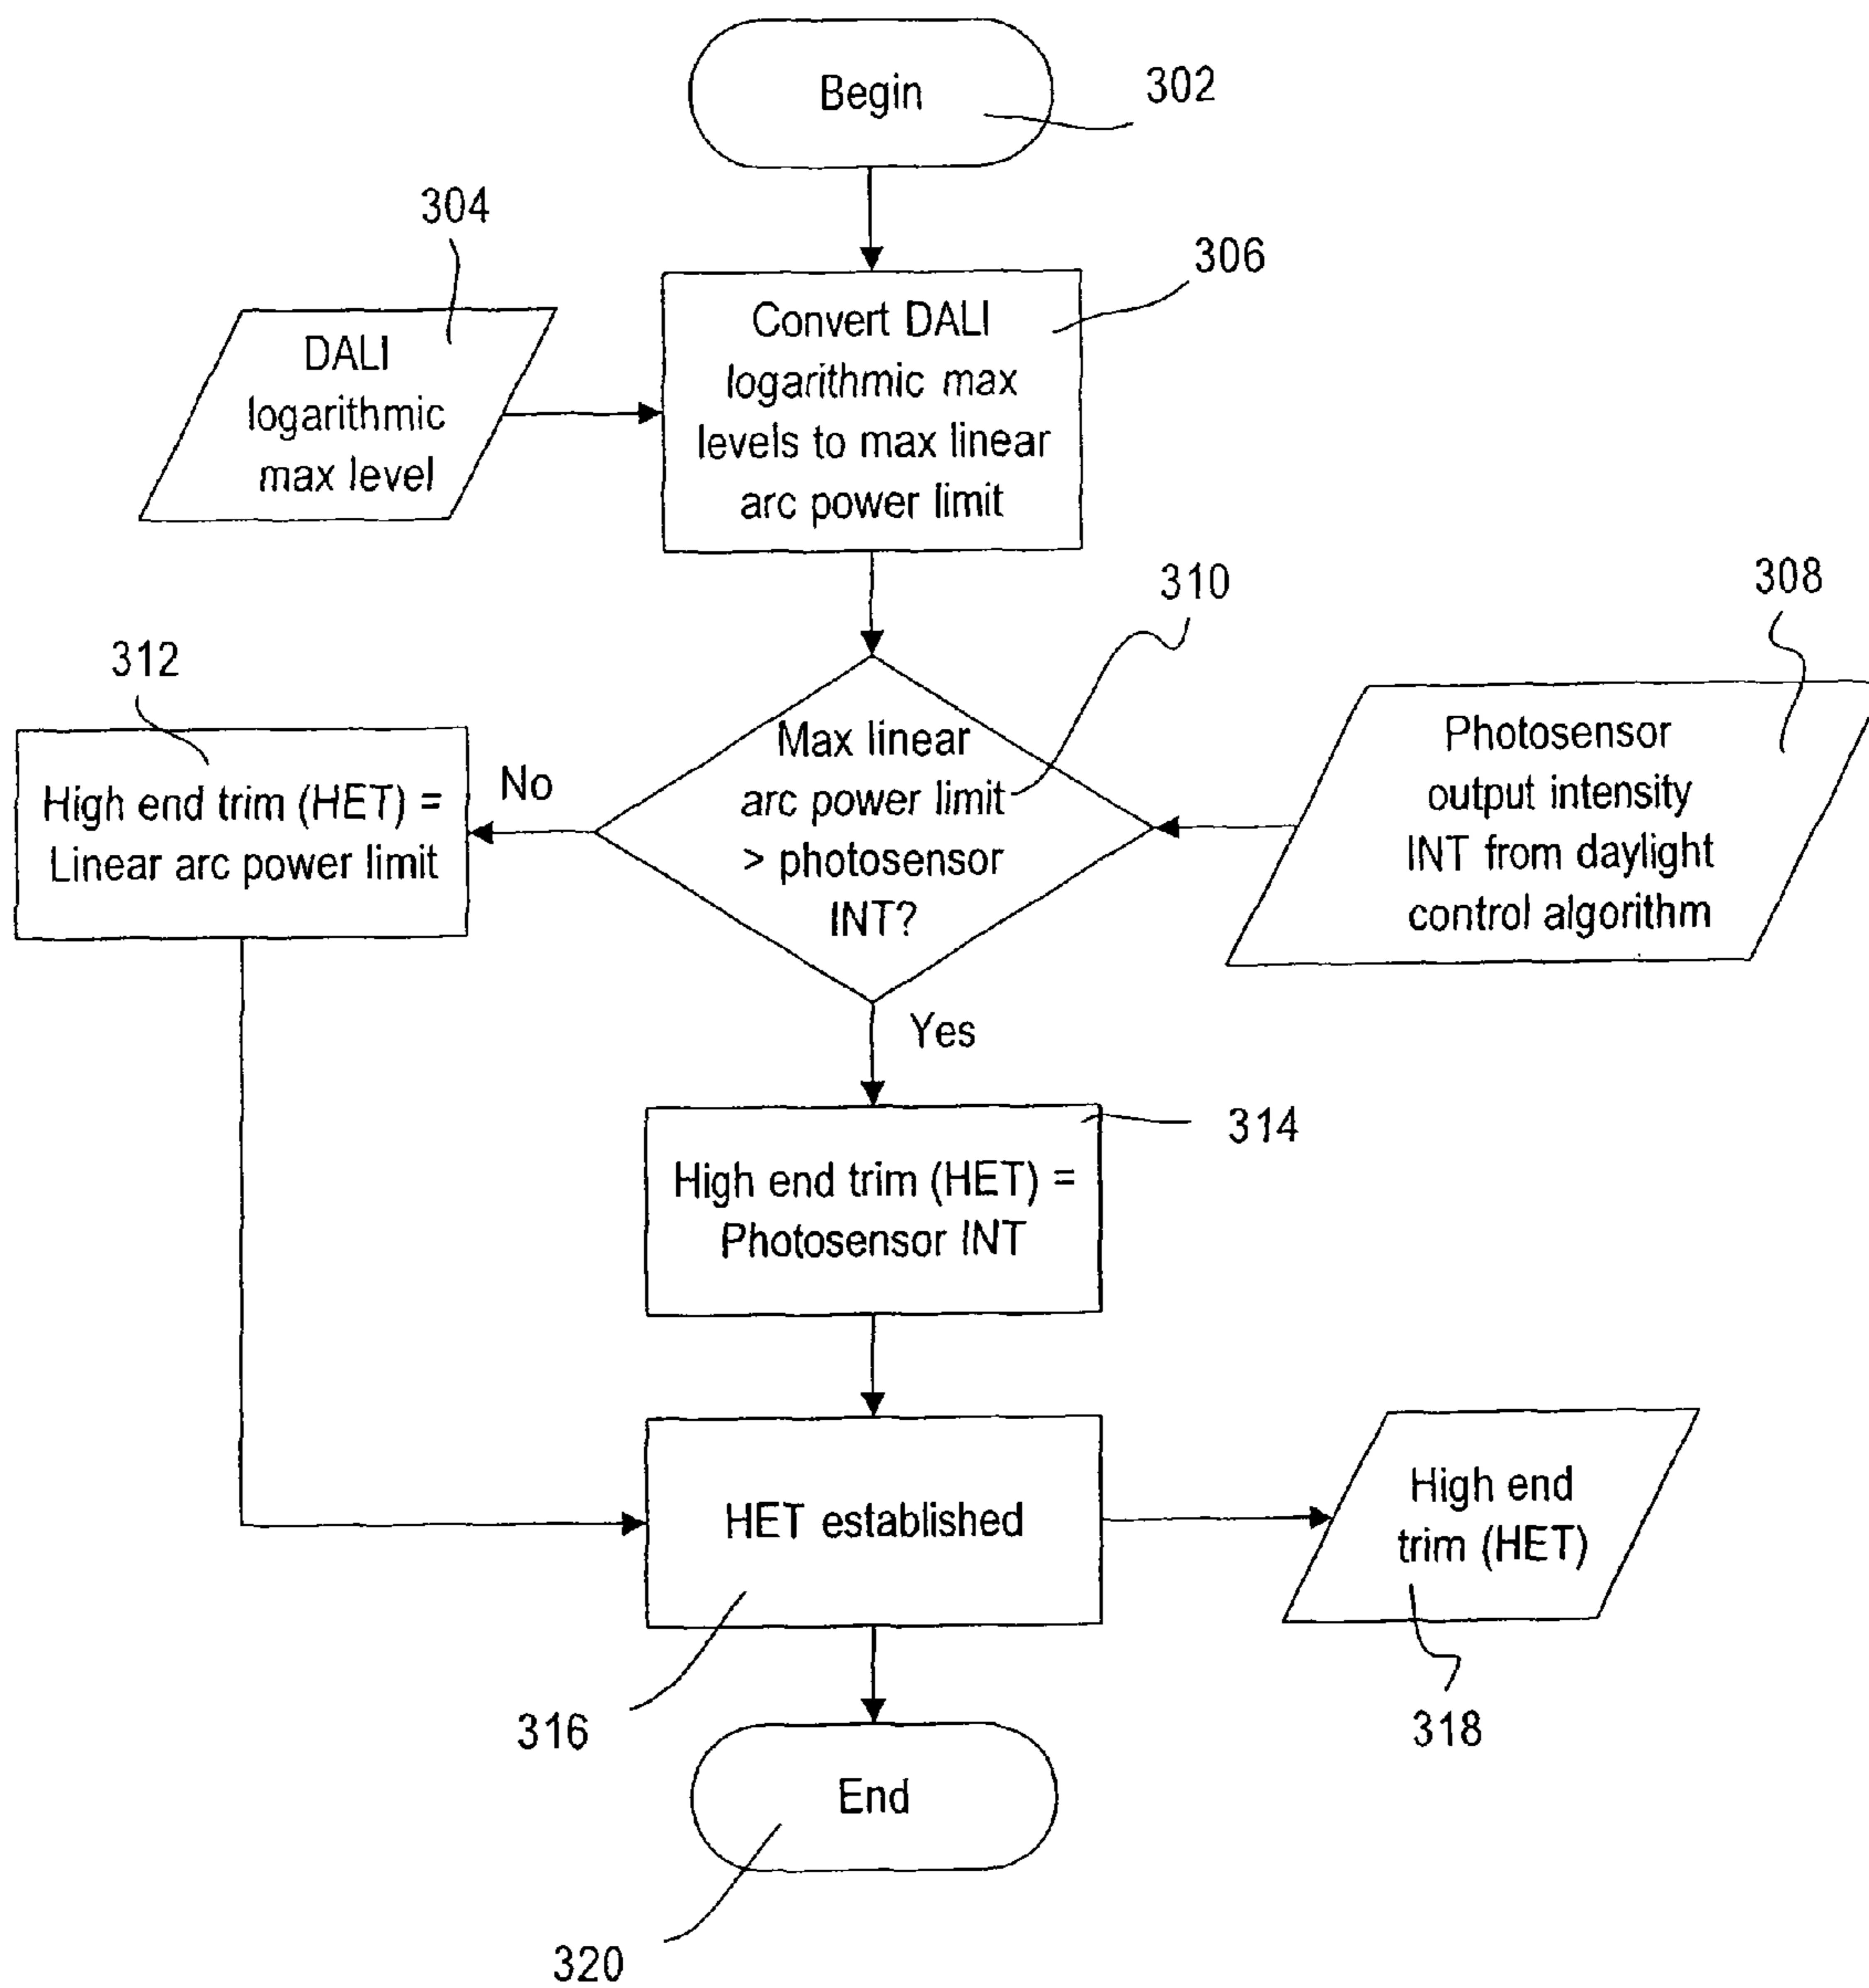 Begin
302
304
306
DALI
logarithmic
max level
Convert DALI
logarithmic max
levels to max linear
arc power limit
310
308
312
Max linear
arc power limit
> photosensor
INT?
Photosensor
output intensity
INT from daylight
control algorithm
No
High end trim (HET) =
Linear arc power limit
Yes
314
High end trim (HET) =
Photosensor INT
HET established
High end
trim (HET)
316
318
End
320